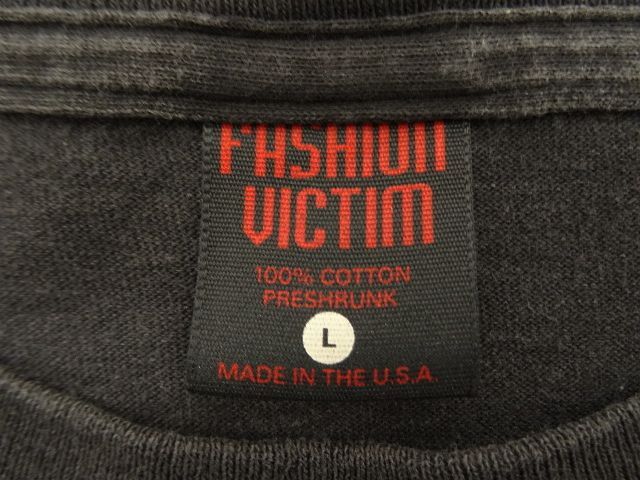 FASHION
VICTIM
100% COTTON
PRESHRUNK
L
MADE IN THE U.S.A.